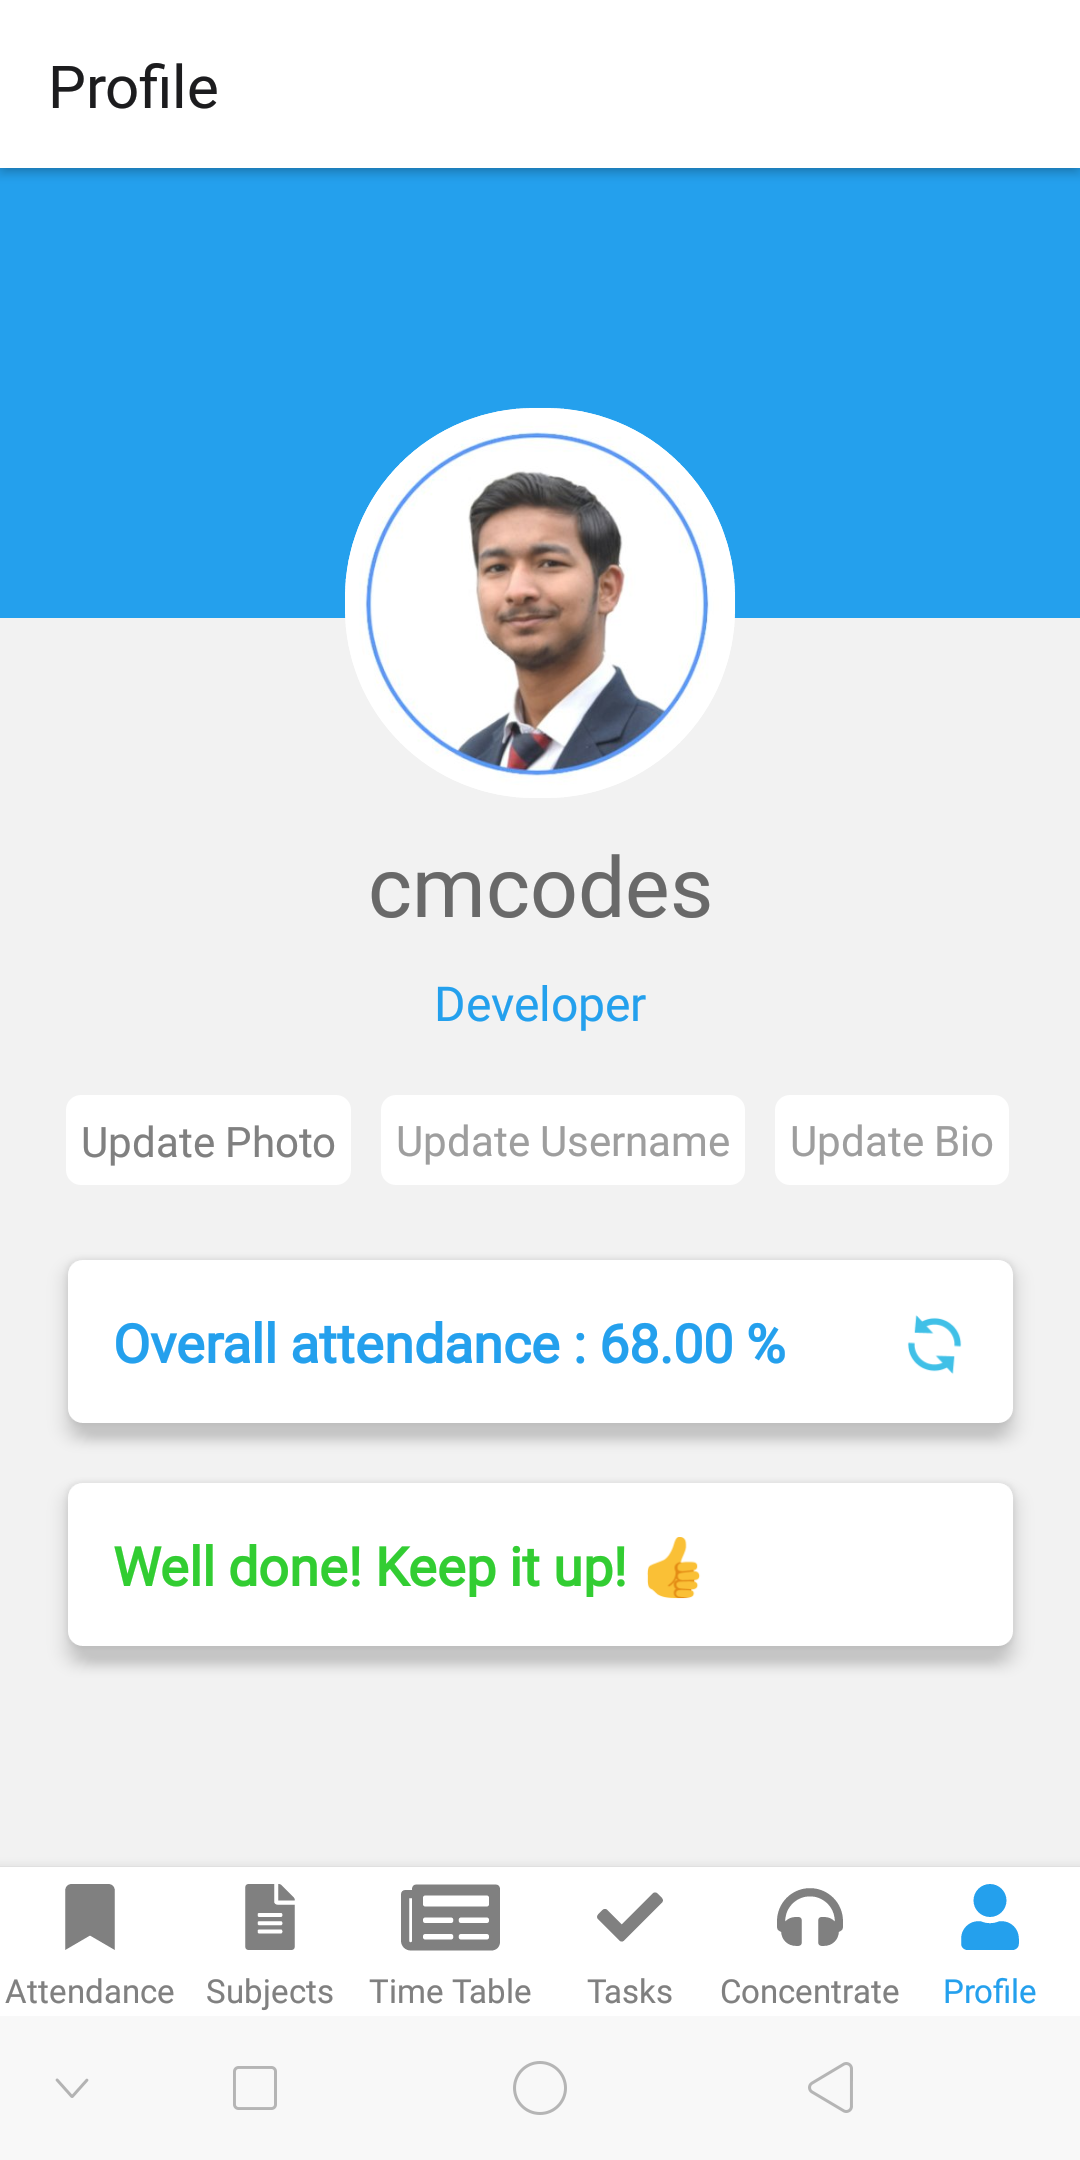 Profile
cmcodes
Developer
Update Photo Update Username Update Bio
Overall attendance : 68.00 %
Well done! Keep it up! 👍
Attendance Subjects Time Table Tasks Concentrate Profile